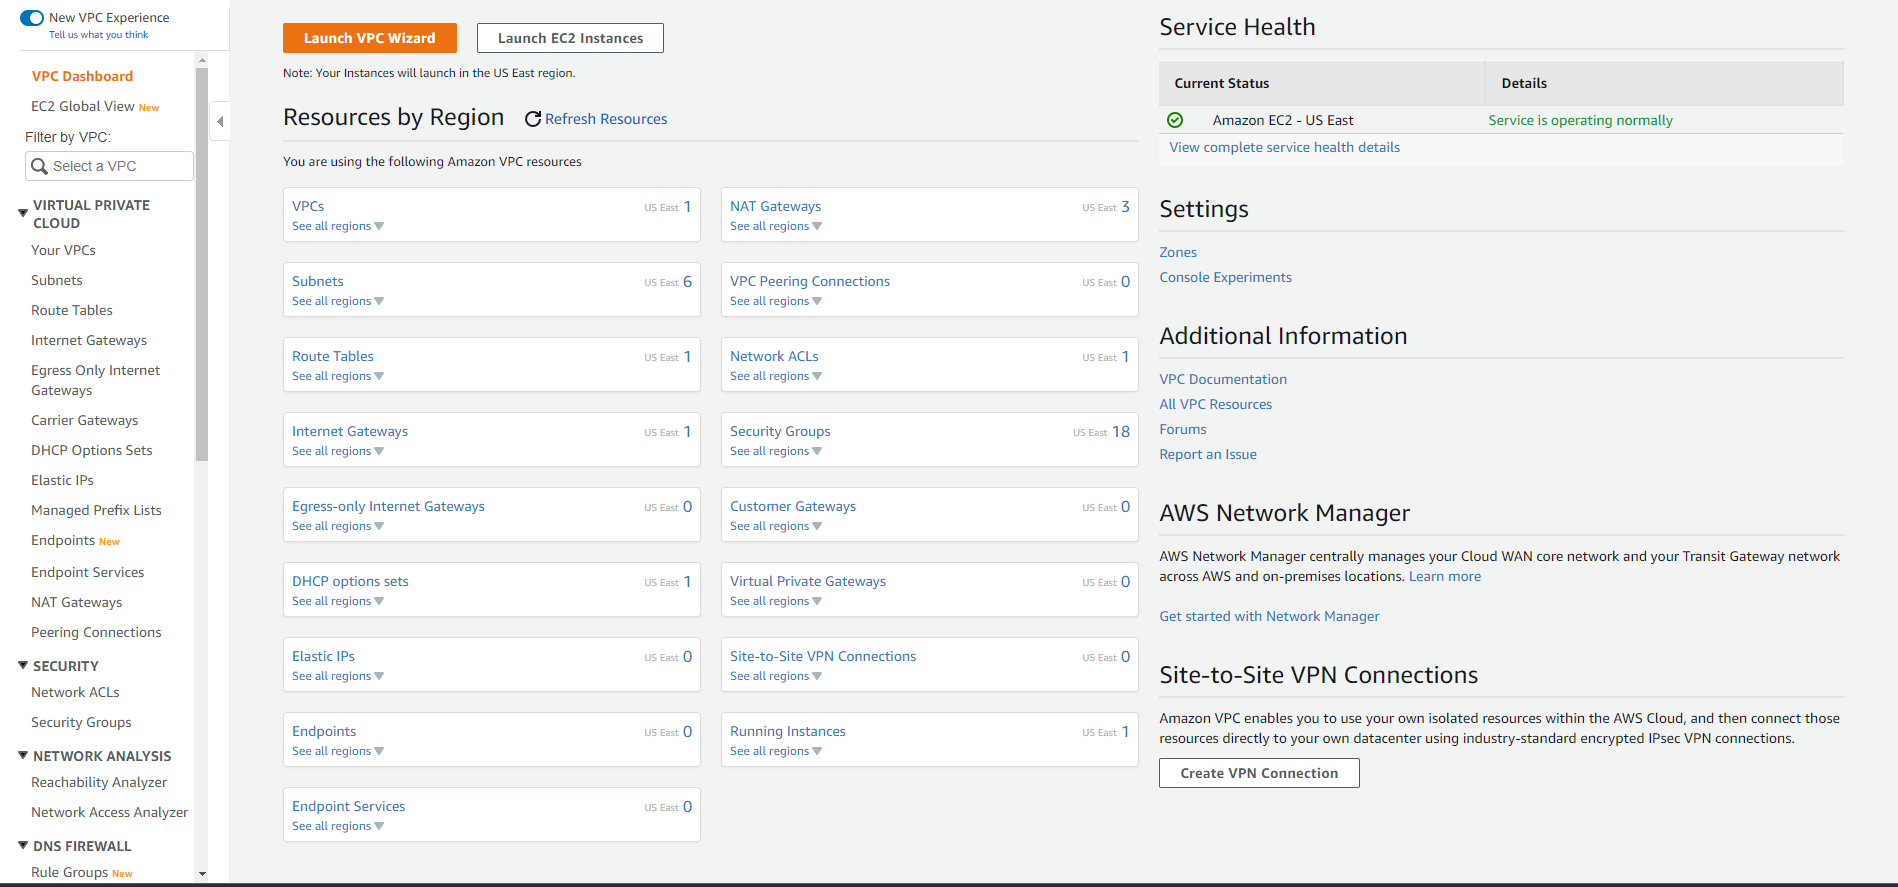 New VPC Experience
Tell us what you think
VPC Dashboard
EC2 Global View New
Filter by VPC:
Select a VPC
VIRTUAL PRIVATE
CLOUD
Your VPCs
Subnets
Route Tables
Internet Gateways
Egress Only Internet
Gateways
Carrier Gateways
DHCP Options Sets
Elastic IPs
Managed Prefix Lists
Endpoints New
Endpoint Services
NAT Gateways
Peering Connections
SECURITY
Network ACLs
Security Groups
NETWORK ANALYSIS
Reachability Analyzer
Network Access Analyzer
DNS FIREWALL
Rule Groups New
Launch VPC Wizard
Launch EC2 Instances
Note: Your Instances will launch in the US East region.
Resources by Region
Refresh Resources
You are using the following Amazon VPC resources
VPCs US East 1
See all regions
NAT Gateways US East 3
See all regions
Subnets US East 6
See all regions
VPC Peering Connections US East 0
See all regions
Route Tables US East 1
See all regions
Network ACLs US East 1
See all regions
Internet Gateways US East 1
See all regions
Security Groups US East 18
See all regions
Egress-only Internet Gateways US East 0
See all regions
Customer Gateways US East 0
See all regions
DHCP options sets US East 1
See all regions
Virtual Private Gateways US East 0
See all regions
Elastic IPs US East 0
See all regions
Site-to-Site VPN Connections US East 0
See all regions
Endpoints US East 0
See all regions
Running Instances US East 1
See all regions
Endpoint Services US East 0
See all regions
Service Health
Current Status Details
Amazon EC2 - US East Service is operating normally
View complete service health details
Settings
Zones
Console Experiments
Additional Information
VPC Documentation
All VPC Resources
Forums
Report an Issue
AWS Network Manager
AWS Network Manager centrally manages your Cloud WAN core network and your Transit Gateway network
across AWS and on-premises locations. Learn more
Get started with Network Manager
Site-to-Site VPN Connections
Amazon VPC enables you to use your own isolated resources within the AWS Cloud, and then connect those
resources directly to your own datacenter using industry-standard encrypted IPsec VPN connections.
Create VPN Connection